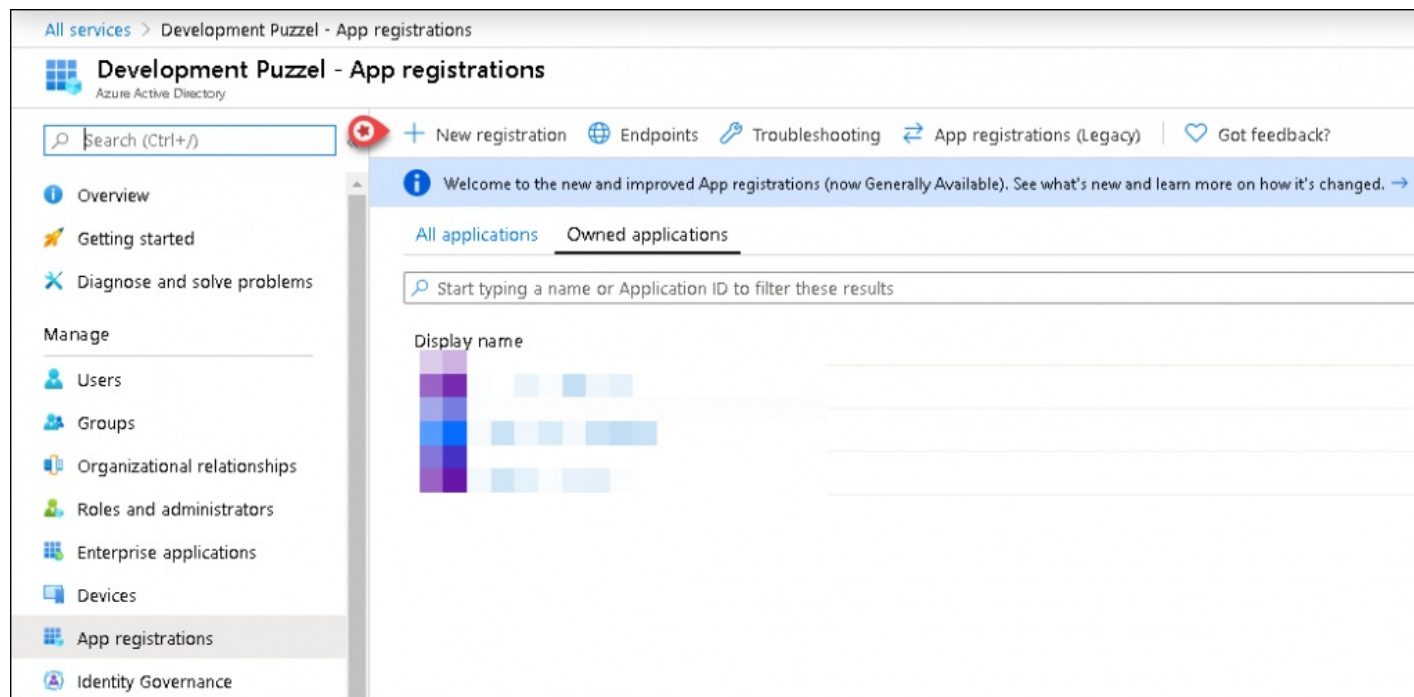 All services > Development Puzzel - App registrations
Development Puzzel - App registrations
Azure Active Directory
Search (Ctrl+/)
New registration Endpoints Troubleshooting App registrations (Legacy) Got feedback?
Welcome to the new and improved App registrations (now Generally Available). See what's new and learn more on how it's changed. →
Overview
Getting started
Diagnose and solve problems
Manage
Users
Groups
Organizational relationships
Roles and administrators
Enterprise applications
Devices
App registrations
Identity Governance
All applications Owned applications
Start typing a name or Application ID to filter these results
Display name